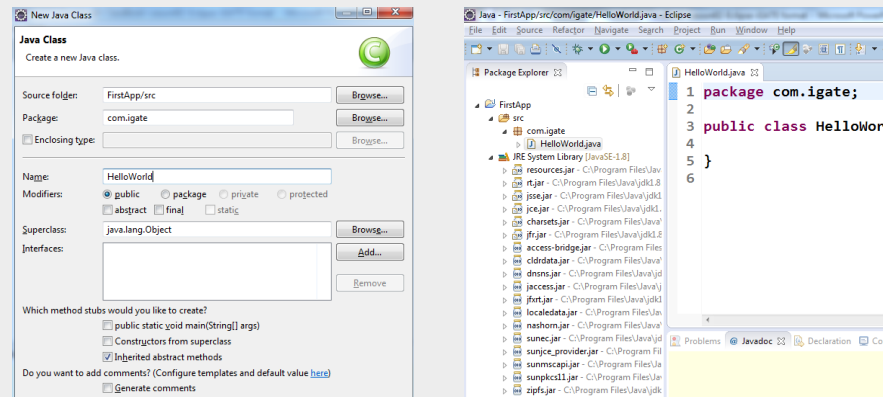 New Java Class
Java Class
Create a new Java class.
Source folder: FirstApp/src Browse...
Package: com.igate Browse...
Enclosing type: Browse...
Name: HelloWorld
Modifiers: public package private protected
abstract final static
Superclass: java.lang.Object Browse...
Interfaces: Add...
Remove
Which method stubs would you like to create?
public static void main(String[] args)
Constructors from superclass
Inherited abstract methods
Do you want to add comments? (Configure templates and default value here)
Generate comments
Java - FirstApp/src/com/igate/HelloWorld.java - Eclipse
File Edit Source Refactor Navigate Search Project Run Window Help
Package Explorer
FirstApp
src
com.igate
HelloWorld.java
JRE System Library [JavaSE-1.8]
resources.jar - C:\Program Files\Jav
rt.jar - C:\Program Files\Java\jdk1.8
jsse.jar - C:\Program Files\Java\jdk1
jce.jar - C:\Program Files\Java\jdk1.
charsets.jar - C:\Program Files\Java\
jfr.jar - C:\Program Files\Java\jdk1.8
access-bridge.jar - C:\Program Files
cldrdata.jar - C:\Program Files\Java\
dnsns.jar - C:\Program Files\Java\jd
jaccess.jar - C:\Program Files\Java\j
jfxrt.jar - C:\Program Files\Java\jdk1
localedata.jar - C:\Program Files\Jav
nashorn.jar - C:\Program Files\Java\
sunec.jar - C:\Program Files\Java\jd
sunjce_provider.jar - C:\Program Fil
sunmscapi.jar - C:\Program Files\Ja
sunpkcs11.jar - C:\Program Files\Jav
zipfs.jar - C:\Program Files\Java\jdk
HelloWorld.java
1 package com.igate;
2
3 public class HelloWor
4
5 }
6
Problems Javadoc Declaration Co